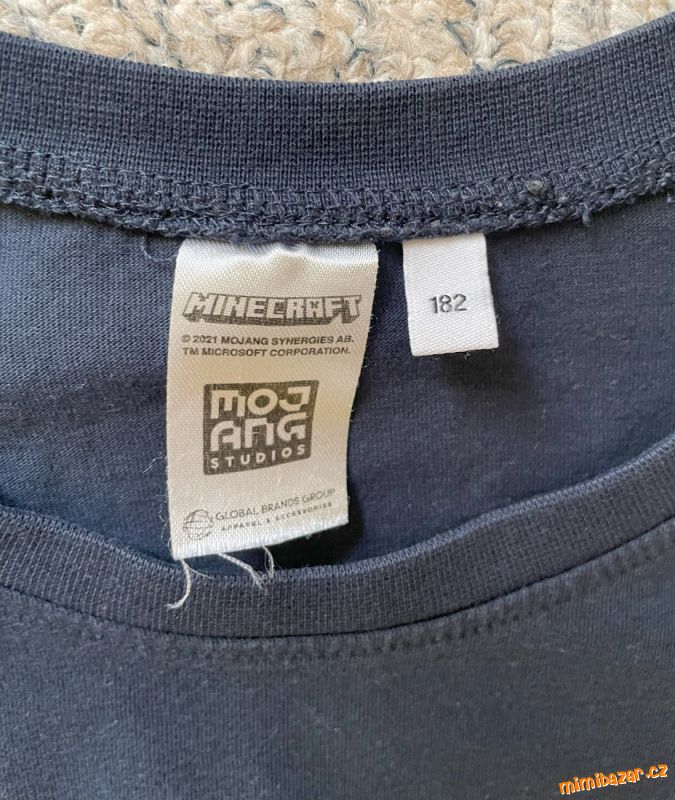 MINECRAFT
© 2021 MOJANG SYNERGIES AB.
TM MICROSOFT CORPORATION.
MOJ
ANG
STUDIOS
GLOBAL BRANDS GROUP
APPAREL & ACCESSORIES
182
mimibazar.cz